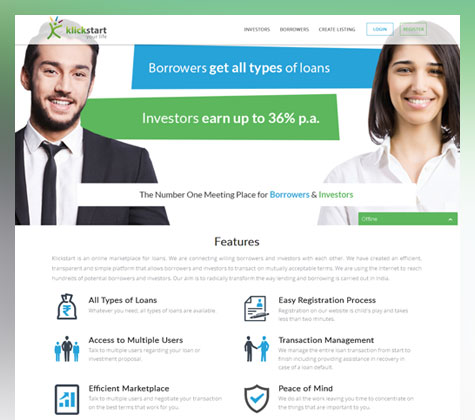 klickstart
your life
INVESTORS BORROWERS CREATE LISTING LOGIN REGISTER
Borrowers get all types of loans
Investors earn up to 36% p.a.
The Number One Meeting Place for Borrowers & Investors
Offline
Features
Klickstart is an online marketplace for loans. We are connecting willing borrowers and investors with each other. We have created an efficient,
transparent and simple platform that allows borrowers and investors to transact on mutually acceptable terms. We are using the internet to reach
hundreds of potential borrowers and investors. Our aim is to radically transform the way lending and borrowing is carried out in India.
All Types of Loans
Whatever you need, all types of loans are available.
Easy Registration Process
Registration on our website is child's play and takes
less than two minutes.
Access to Multiple Users
Talk to multiple users regarding your loan or
investment proposal.
Transaction Management
We manage the entire loan transaction from start to
finish including providing assistance in recovery in
case of a loan default.
Efficient Marketplace
Talk to multiple users and negotiate your transaction
on the best terms that work for you.
Peace of Mind
We do all the work leaving you time to concentrate on
the things that are important to you.